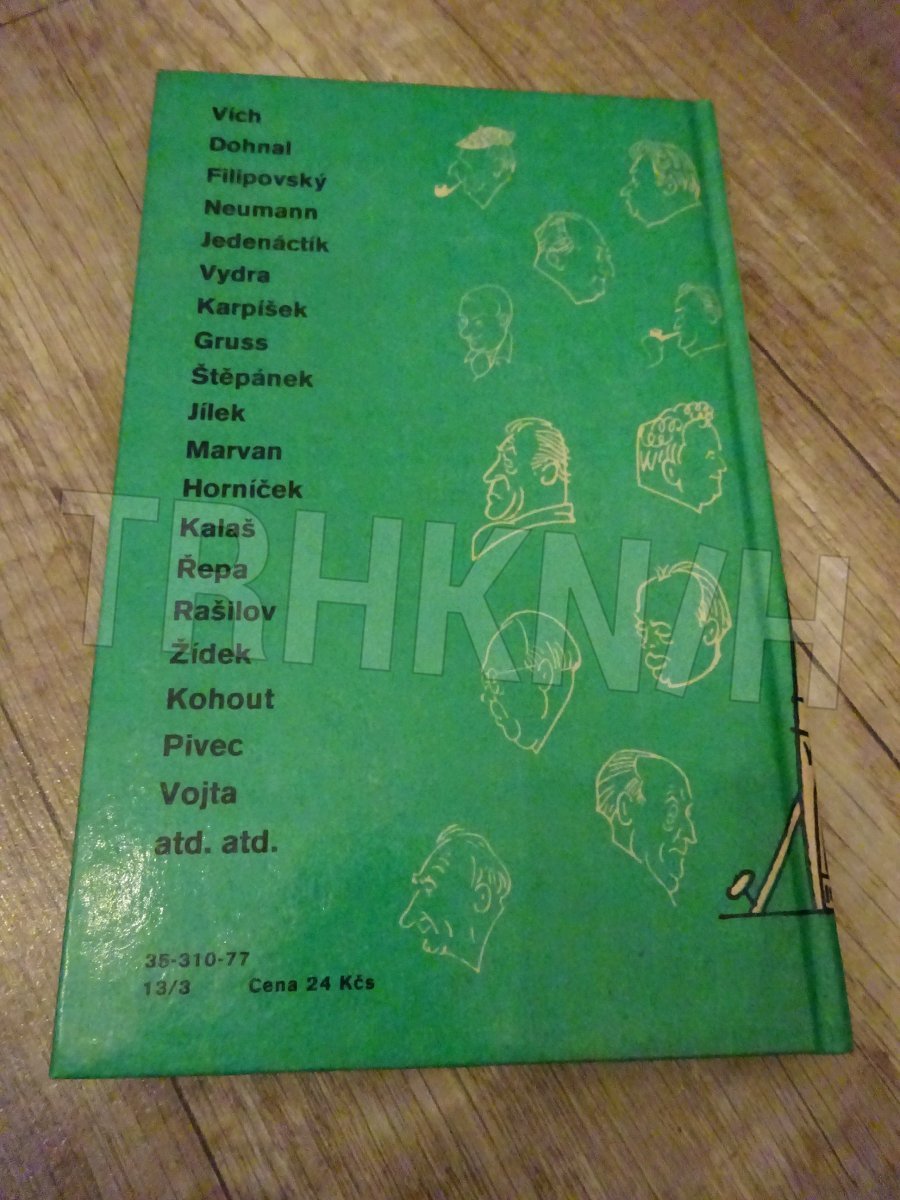 Vích
Dohnal
Filipovský
Neumann
Jedenáctík
Vydra
Karpíšek
Gruss
Štěpánek
Jílek
Marvan
Horníček
Kalaš
Řepa
Rašilov
Žídek
Kohout
Pivec
Vojta
atd. atd.
35-310-77
13/3 Cena 24 Kčs
TRHKNIH